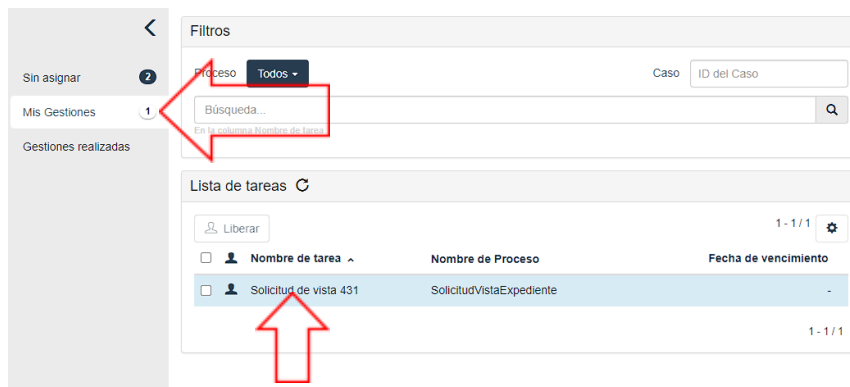 Filtros
Sin asignar 2
Mis Gestiones 1
Gestiones realizadas
Proceso Todos Caso ID del Caso
Búsqueda...
En la columna Nombre de tarea
Lista de tareas
Liberar
1 - 1 / 1
Nombre de tarea Nombre de Proceso Fecha de vencimiento
Solicitud de vista 431 SolicitudVistaExpediente -
1 - 1 / 1